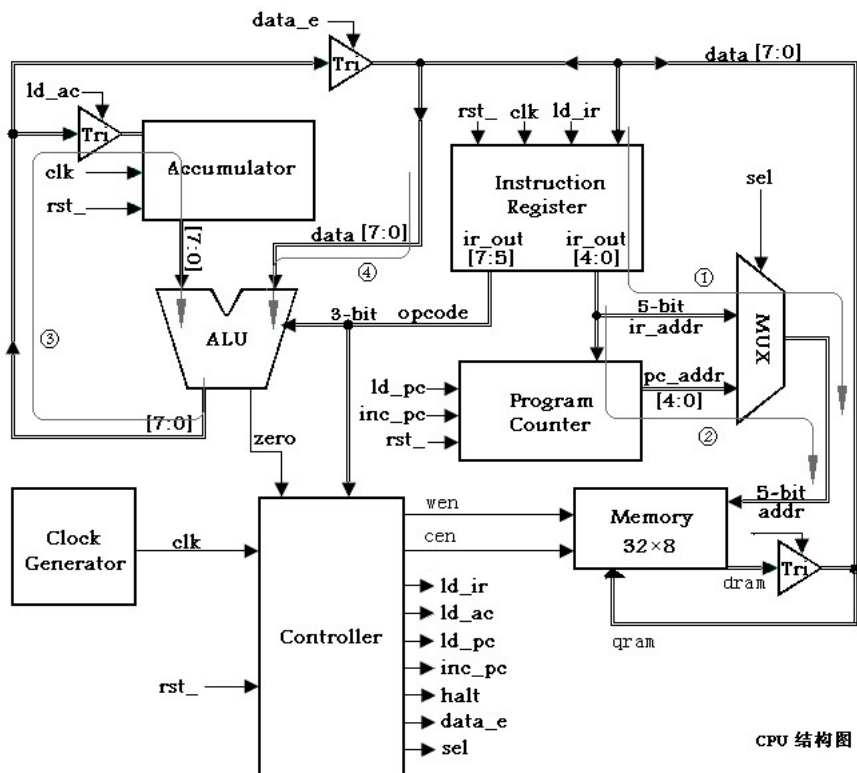 data_e
data [7:0]
ld_ac
Tri
Tri
rst_ clk ld_ir
Accumulator
clk
rst_
Instruction
Register
sel
[7:0]
data [7:0]
ir_out ir_out
[7:5] [4:0]
④
①
3-bit opcode
5-bit
ir_addr
MUX
ALU
③
ld_pc
inc_pc
rst_
Program
Counter
pc_addr
[4:0]
②
[7:0]
zero
5-bit
addr
Clock
Generator
clk
wen
cen
Memory
32×8
Tri
dram
qram
Controller
rst_
ld_ir
ld_ac
ld_pc
inc_pc
halt
data_e
sel
CPU 结构图